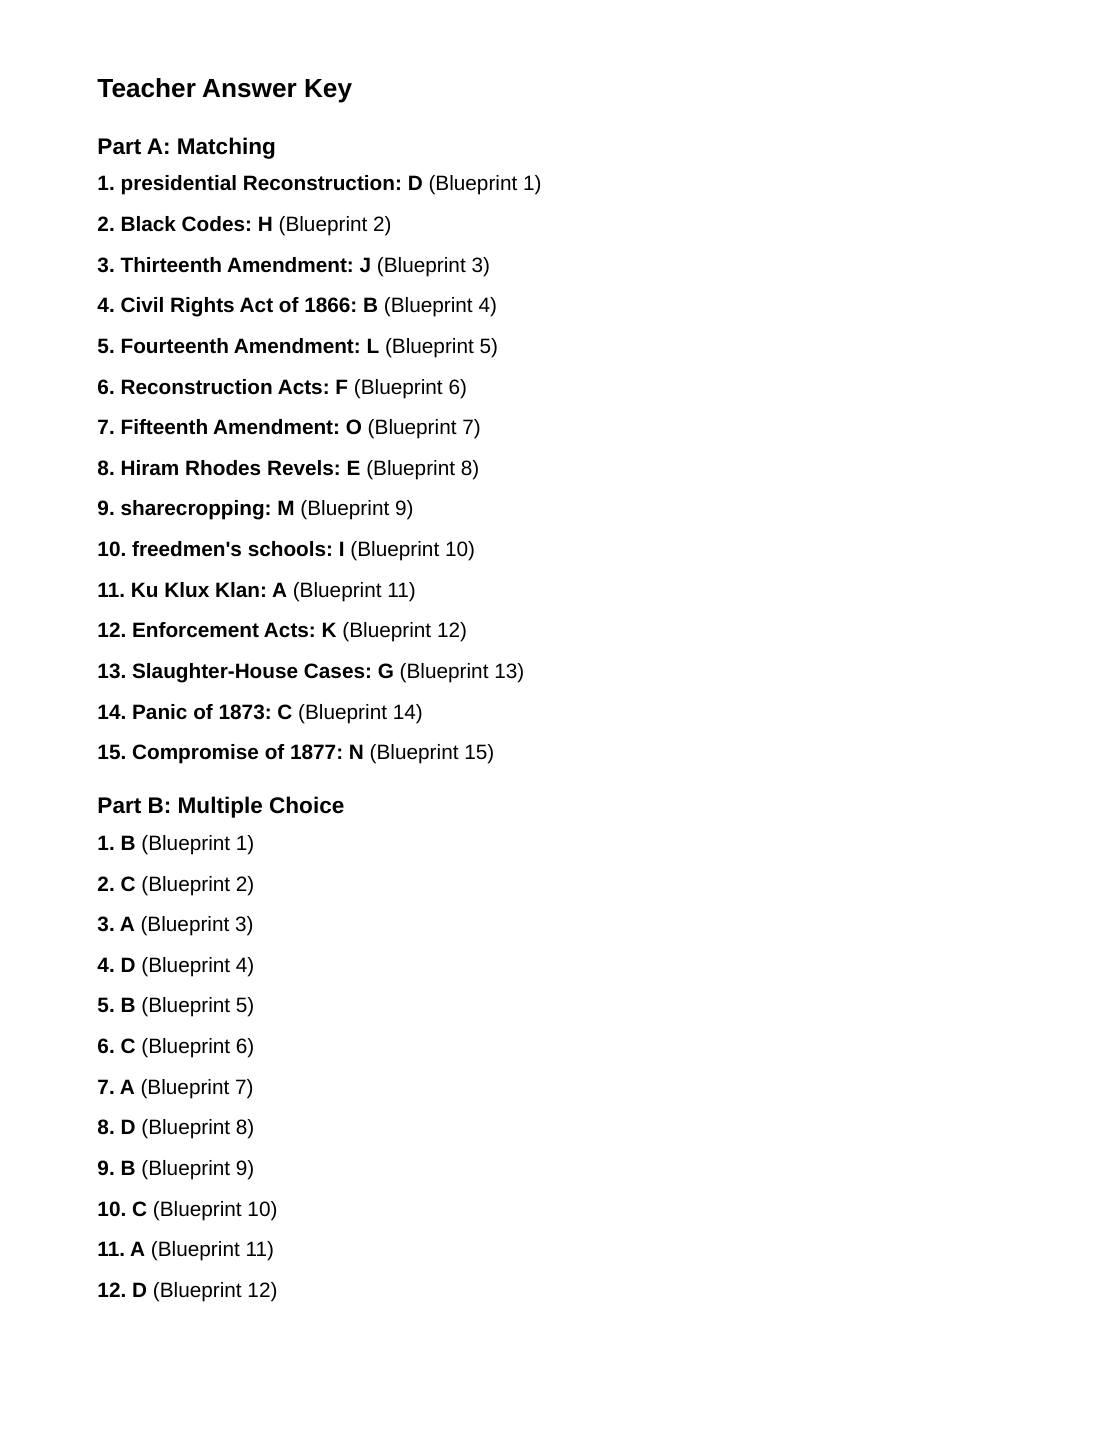 Teacher Answer Key
Part A: Matching
1. presidential Reconstruction: D (Blueprint 1)
2. Black Codes: H (Blueprint 2)
3. Thirteenth Amendment: J (Blueprint 3)
4. Civil Rights Act of 1866: B (Blueprint 4)
5. Fourteenth Amendment: L (Blueprint 5)
6. Reconstruction Acts: F (Blueprint 6)
7. Fifteenth Amendment: O (Blueprint 7)
8. Hiram Rhodes Revels: E (Blueprint 8)
9. sharecropping: M (Blueprint 9)
10. freedmen's schools: I (Blueprint 10)
11. Ku Klux Klan: A (Blueprint 11)
12. Enforcement Acts: K (Blueprint 12)
13. Slaughter-House Cases: G (Blueprint 13)
14. Panic of 1873: C (Blueprint 14)
15. Compromise of 1877: N (Blueprint 15)
Part B: Multiple Choice
1. B (Blueprint 1)
2. C (Blueprint 2)
3. A (Blueprint 3)
4. D (Blueprint 4)
5. B (Blueprint 5)
6. C (Blueprint 6)
7. A (Blueprint 7)
8. D (Blueprint 8)
9. B (Blueprint 9)
10. C (Blueprint 10)
11. A (Blueprint 11)
12. D (Blueprint 12)